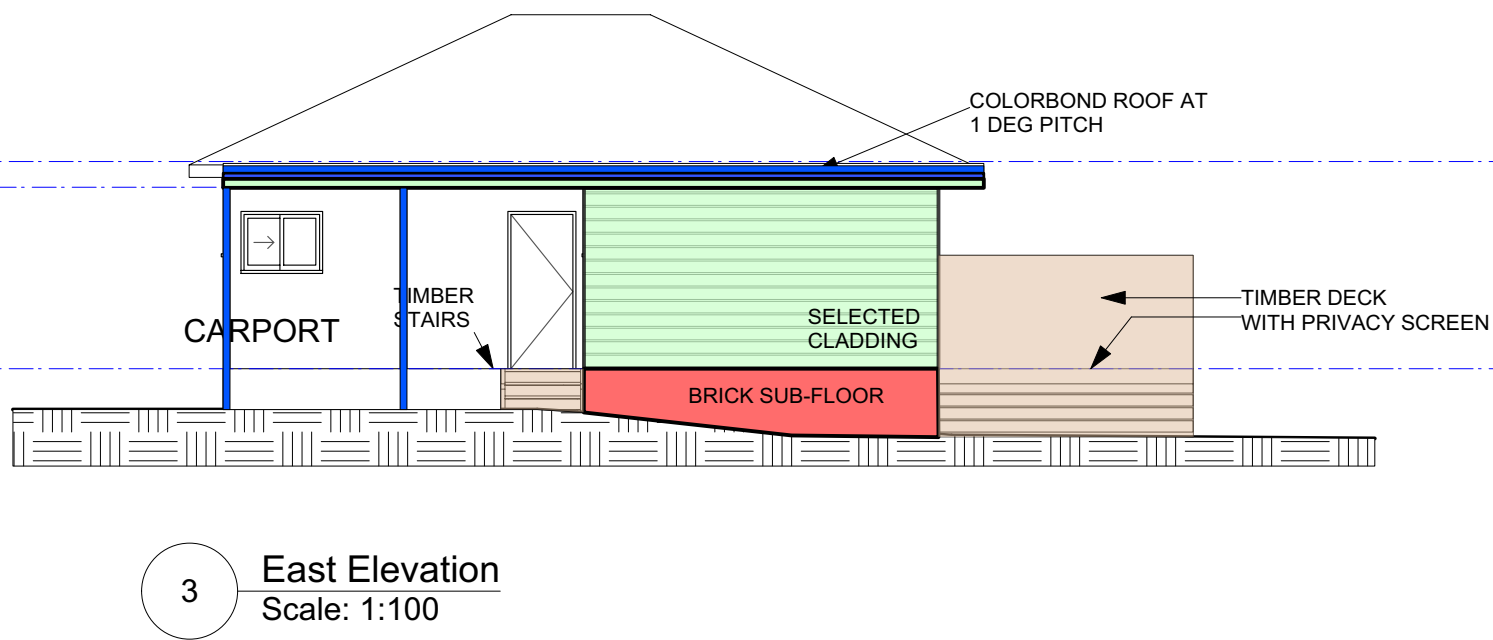 COLORBOND ROOF AT
1 DEG PITCH
TIMBER
STAIRS
CARPORT
SELECTED
CLADDING
TIMBER DECK
WITH PRIVACY SCREEN
BRICK SUB-FLOOR
3
East Elevation
Scale: 1:100